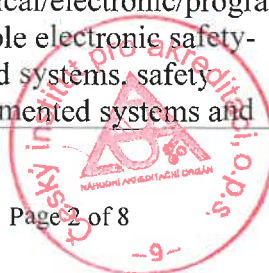 cal/electronic/progra
ole electronic safety-
d systems, safety
mented systems and
Český institut pro akreditaci, o.p.s.
NÁRODNÍ AKREDITAČNÍ ORGÁN
Page 2 of 8
-9-